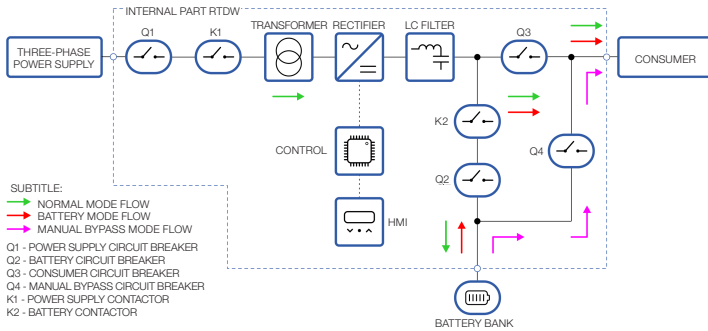 INTERNAL PART RTDW
Q1
K1
TRANSFORMER
RECTIFIER
LC FILTER
Q3
THREE-PHASE
POWER SUPPLY
CONSUMER
K2
CONTROL
Q4
Q2
HMI
SUBTITLE:
NORMAL MODE FLOW
BATTERY MODE FLOW
MANUAL BYPASS MODE FLOW
Q1 - POWER SUPPLY CIRCUIT BREAKER
Q2 - BATTERY CIRCUIT BREAKER
Q3 - CONSUMER CIRCUIT BREAKER
Q4 - MANUAL BYPASS CIRCUIT BREAKER
K1 - POWER SUPPLY CONTACTOR
K2 - BATTERY CONTACTOR
BATTERY BANK